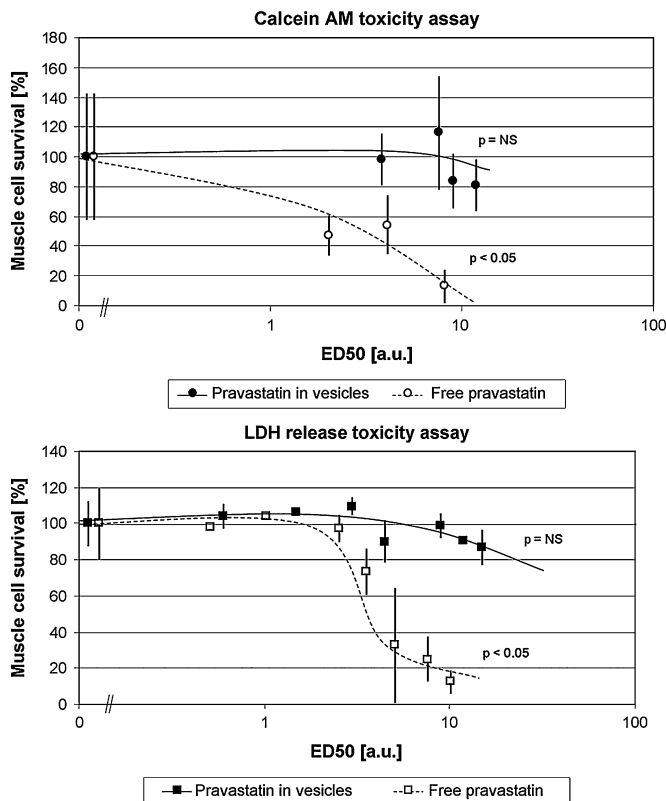 Calcein AM toxicity assay
Muscle cell survival [%]
180
160
140
120
100
80
60
40
20
0
p = NS
p < 0.05
0 // 1 10 100
ED50 [a.u.]
Pravastatin in vesicles Free pravastatin
LDH release toxicity assay
Muscle cell survival [%]
140
120
100
80
60
40
20
0
p = NS
p < 0.05
0 // 1 10 100
ED50 [a.u.]
Pravastatin in vesicles Free pravastatin